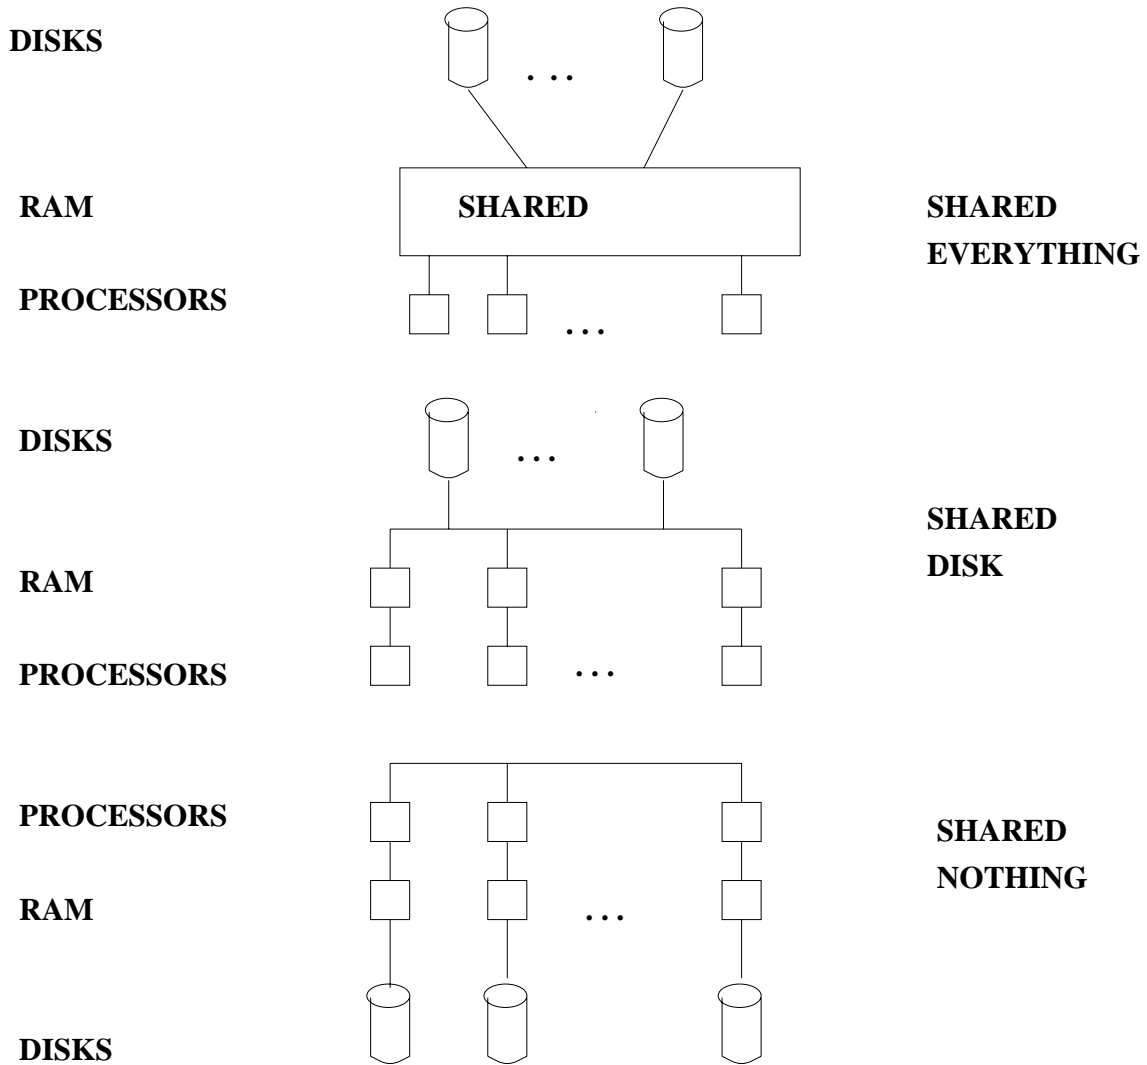 DISKS
. . .
RAM
SHARED
SHARED
EVERYTHING
PROCESSORS
. . .
DISKS
. . .
SHARED
DISK
RAM
PROCESSORS
. . .
PROCESSORS
SHARED
NOTHING
RAM
. . .
DISKS